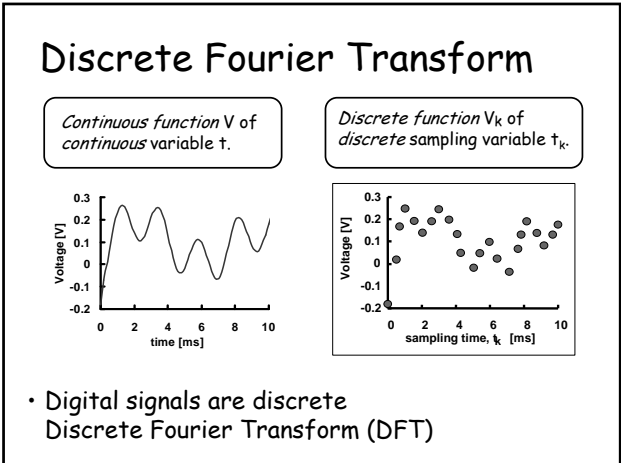 Discrete Fourier Transform
Continuous function V of
continuous variable t.
Discrete function Vk of
discrete sampling variable tk.
Voltage [V]
0.3
0.2
0.1
0
-0.1
-0.2
0 2 4 6 8 10
time [ms]
Voltage [V]
0.3
0.2
0.1
0
-0.1
-0.2
0 2 4 6 8 10
sampling time, tk [ms]
• Digital signals are discrete
Discrete Fourier Transform (DFT)